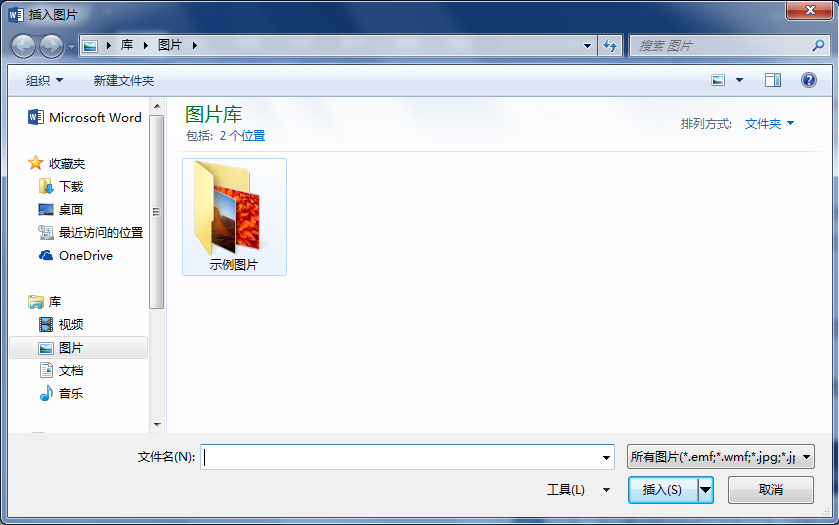 插入图片
库 图片
搜索 图片
组织 新建文件夹
Microsoft Word
收藏夹
下载
桌面
最近访问的位置
OneDrive
库
视频
图片
文档
音乐
图片库
包括: 2 个位置
排列方式: 文件夹
示例图片
文件名(N):
所有图片(*.emf;*.wmf;*.jpg;*.jp
工具(L) 插入(S) 取消